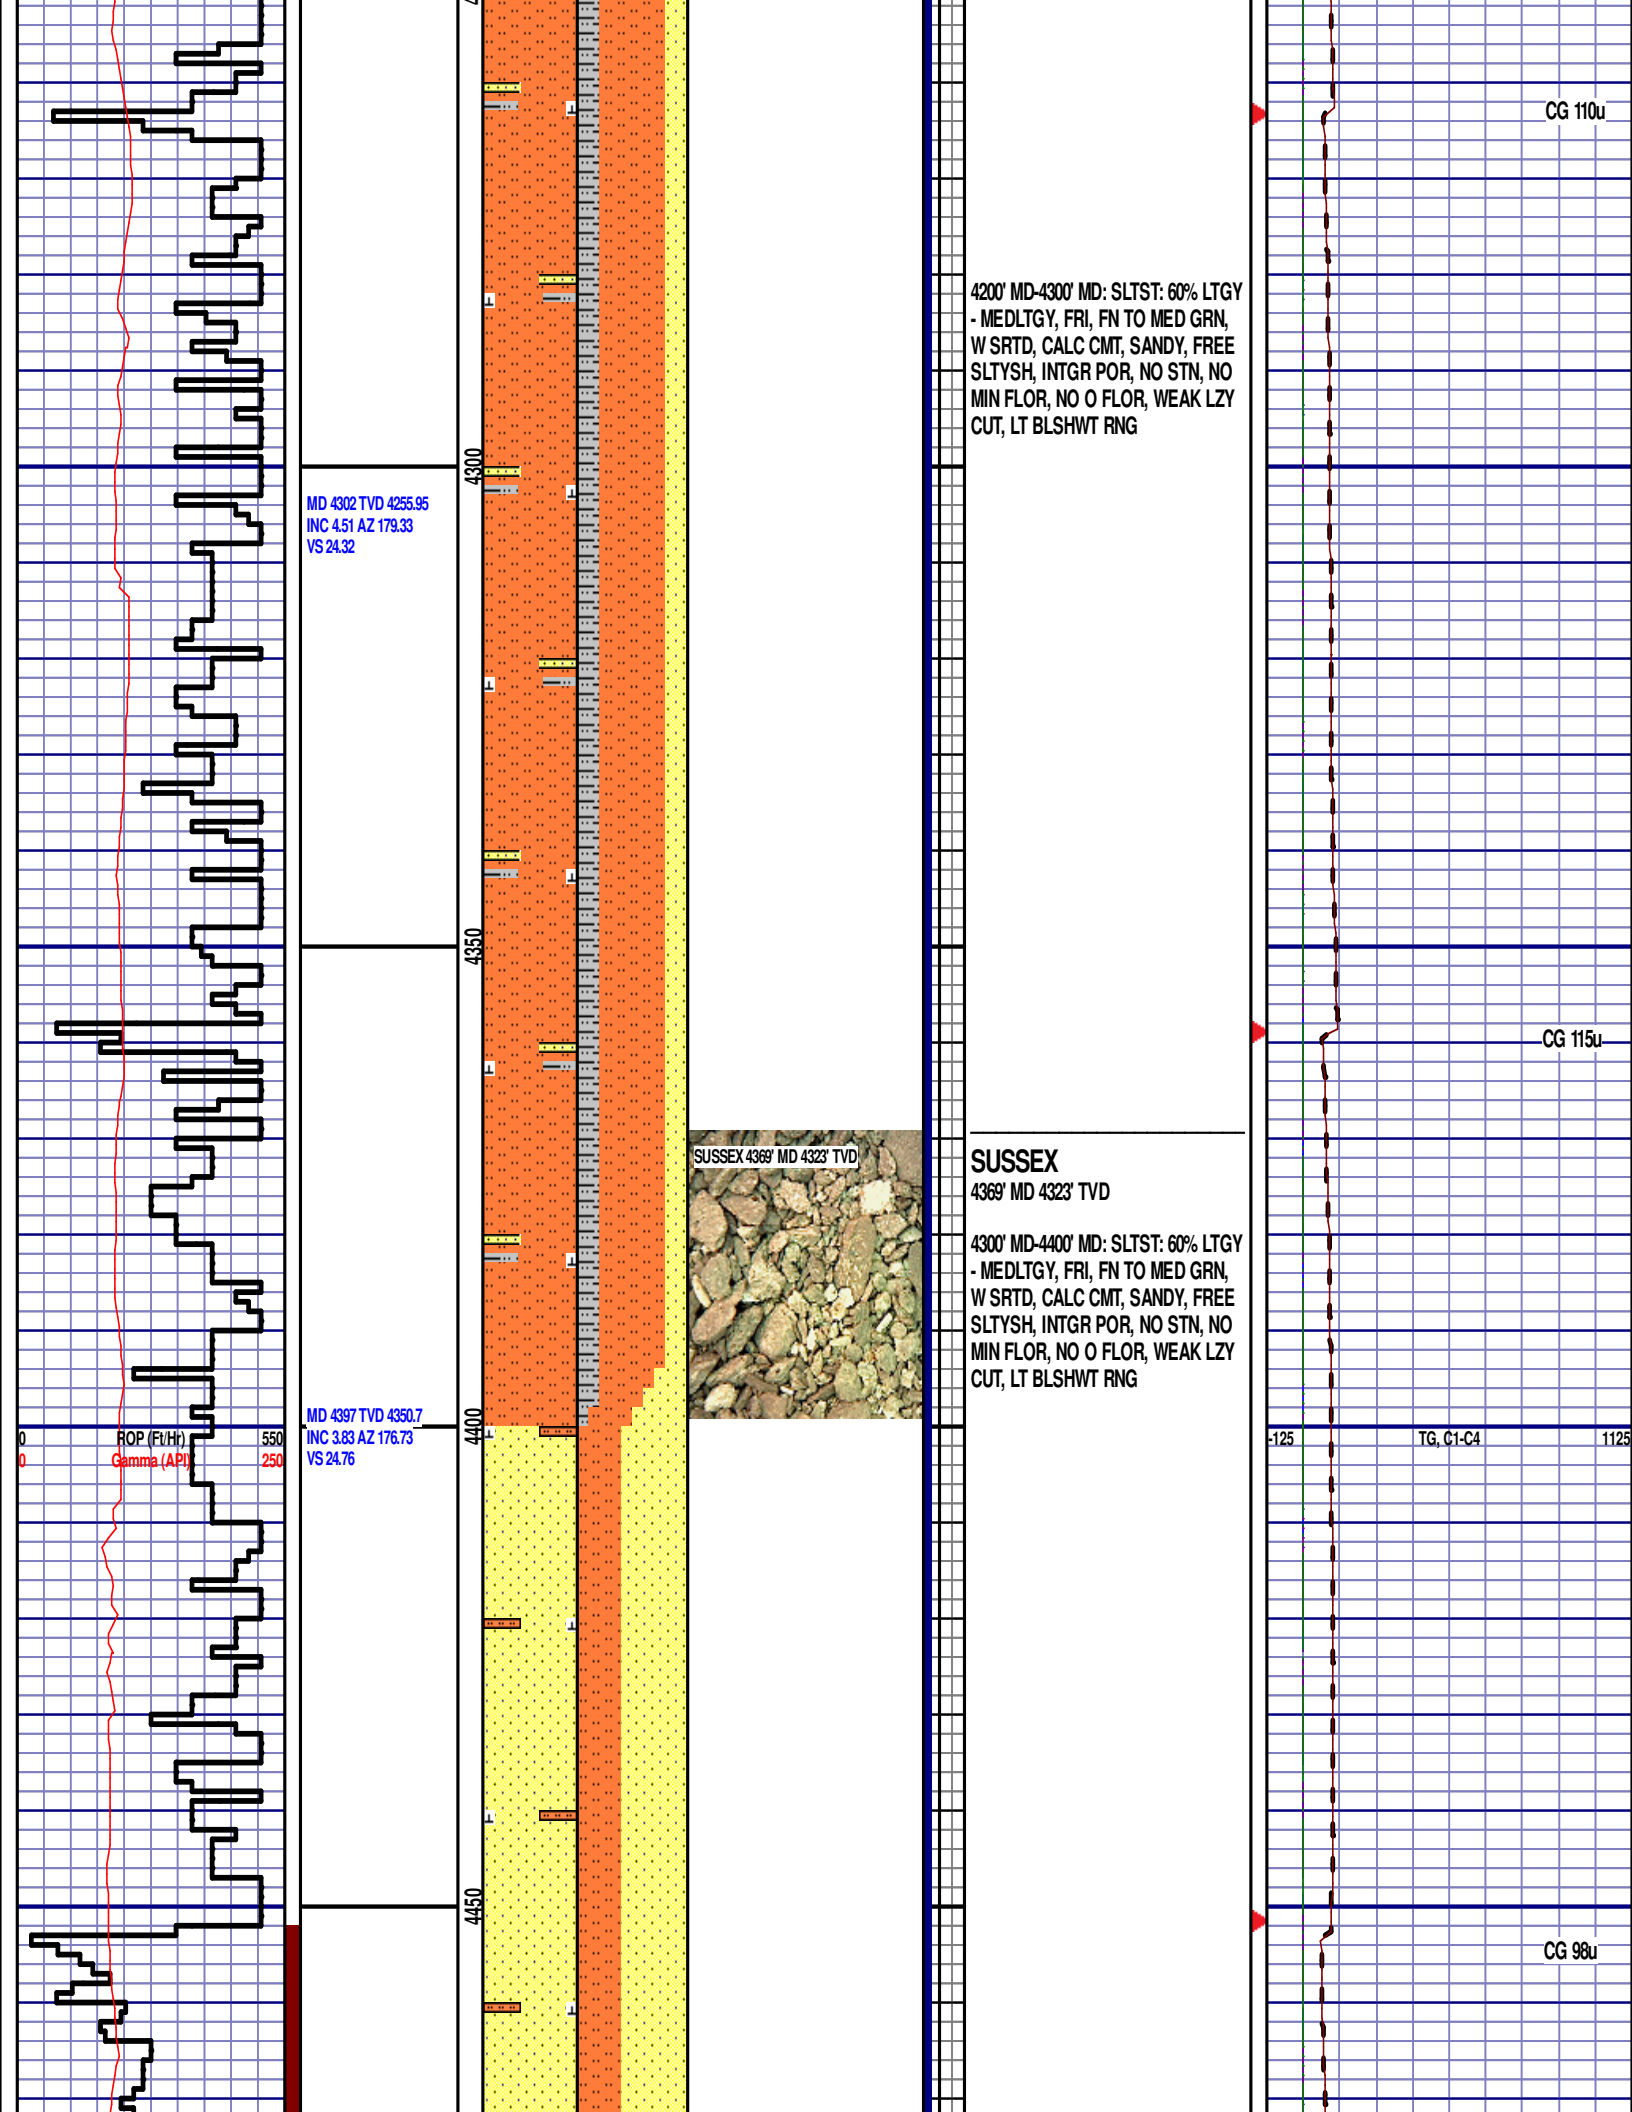 CG 110u
4200' MD-4300' MD: SLTST: 60% LTGY
- MEDLTGY, FRI, FN TO MED GRN,
W SRTD, CALC CMT, SANDY, FREE
SLTYSH, INTGR POR, NO STN, NO
MIN FLOR, NO O FLOR, WEAK LZY
CUT, LT BLSHWT RNG
4300
MD 4302 TVD 4255.95
INC 4.51 AZ 179.33
VS 24.32
4350
CG 115u
SUSSEX 4369' MD 4323' TVD
SUSSEX
4369' MD 4323' TVD
4300' MD-4400' MD: SLTST: 60% LTGY
- MEDLTGY, FRI, FN TO MED GRN,
W SRTD, CALC CMT, SANDY, FREE
SLTYSH, INTGR POR, NO STN, NO
MIN FLOR, NO O FLOR, WEAK LZY
CUT, LT BLSHWT RNG
4400
MD 4397 TVD 4350.7
INC 3.83 AZ 176.73
VS 24.76
0 ROP (Ft/Hr) 550
0 Gamma (API) 250
-125 TG, C1-C4 1125
4450
CG 98u